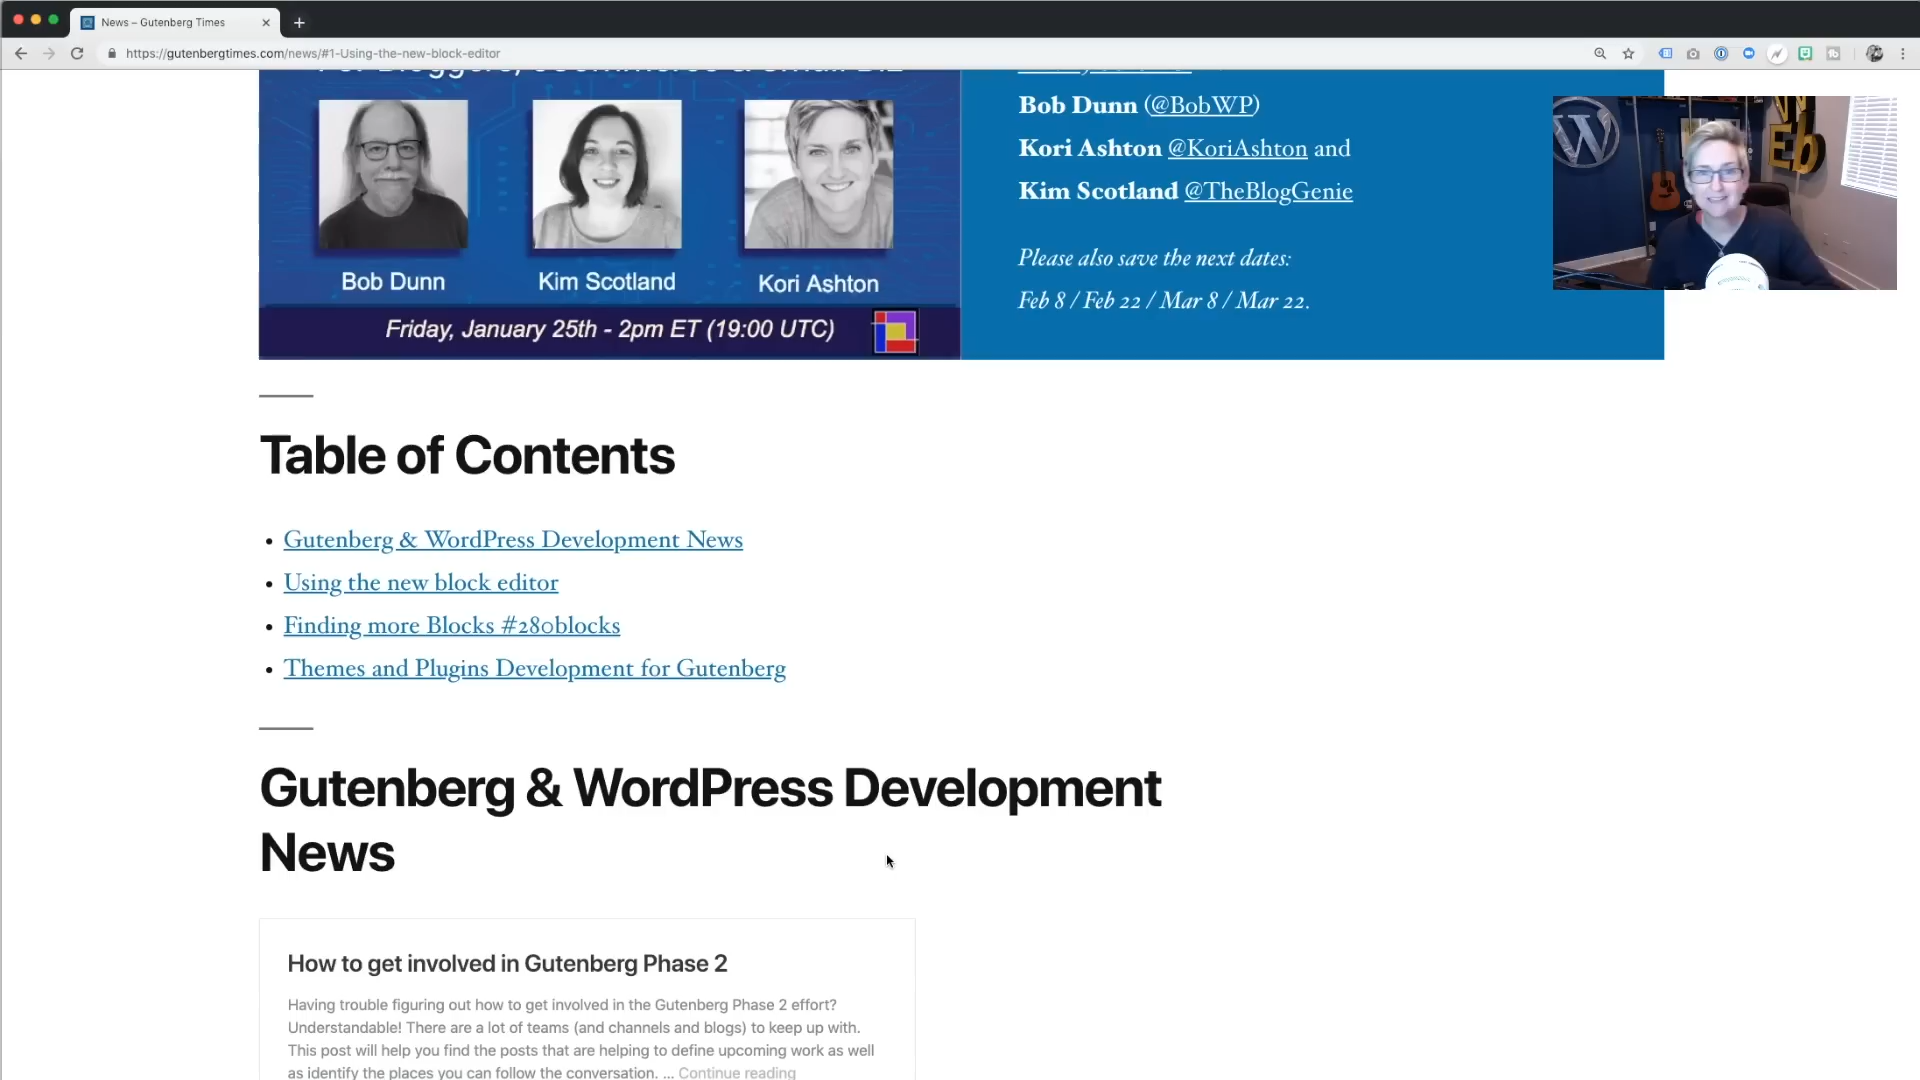 News – Gutenberg Times
https://gutenbergtimes.com/news/#1-Using-the-new-block-editor
Bob Dunn
Kim Scotland
Kori Ashton
Friday, January 25th - 2pm ET (19:00 UTC)
Bob Dunn (@BobWP)
Kori Ashton @KoriAshton and
Kim Scotland @TheBlogGenie
Please also save the next dates:
Feb 8 / Feb 22 / Mar 8 / Mar 22.
Table of Contents
Gutenberg & WordPress Development News
Using the new block editor
Finding more Blocks #280blocks
Themes and Plugins Development for Gutenberg
Gutenberg & WordPress Development
News
How to get involved in Gutenberg Phase 2
Having trouble figuring out how to get involved in the Gutenberg Phase 2 effort?
Understandable! There are a lot of teams (and channels and blogs) to keep up with.
This post will help you find the posts that are helping to define upcoming work as well
as identify the places you can follow the conversation. ... Continue reading